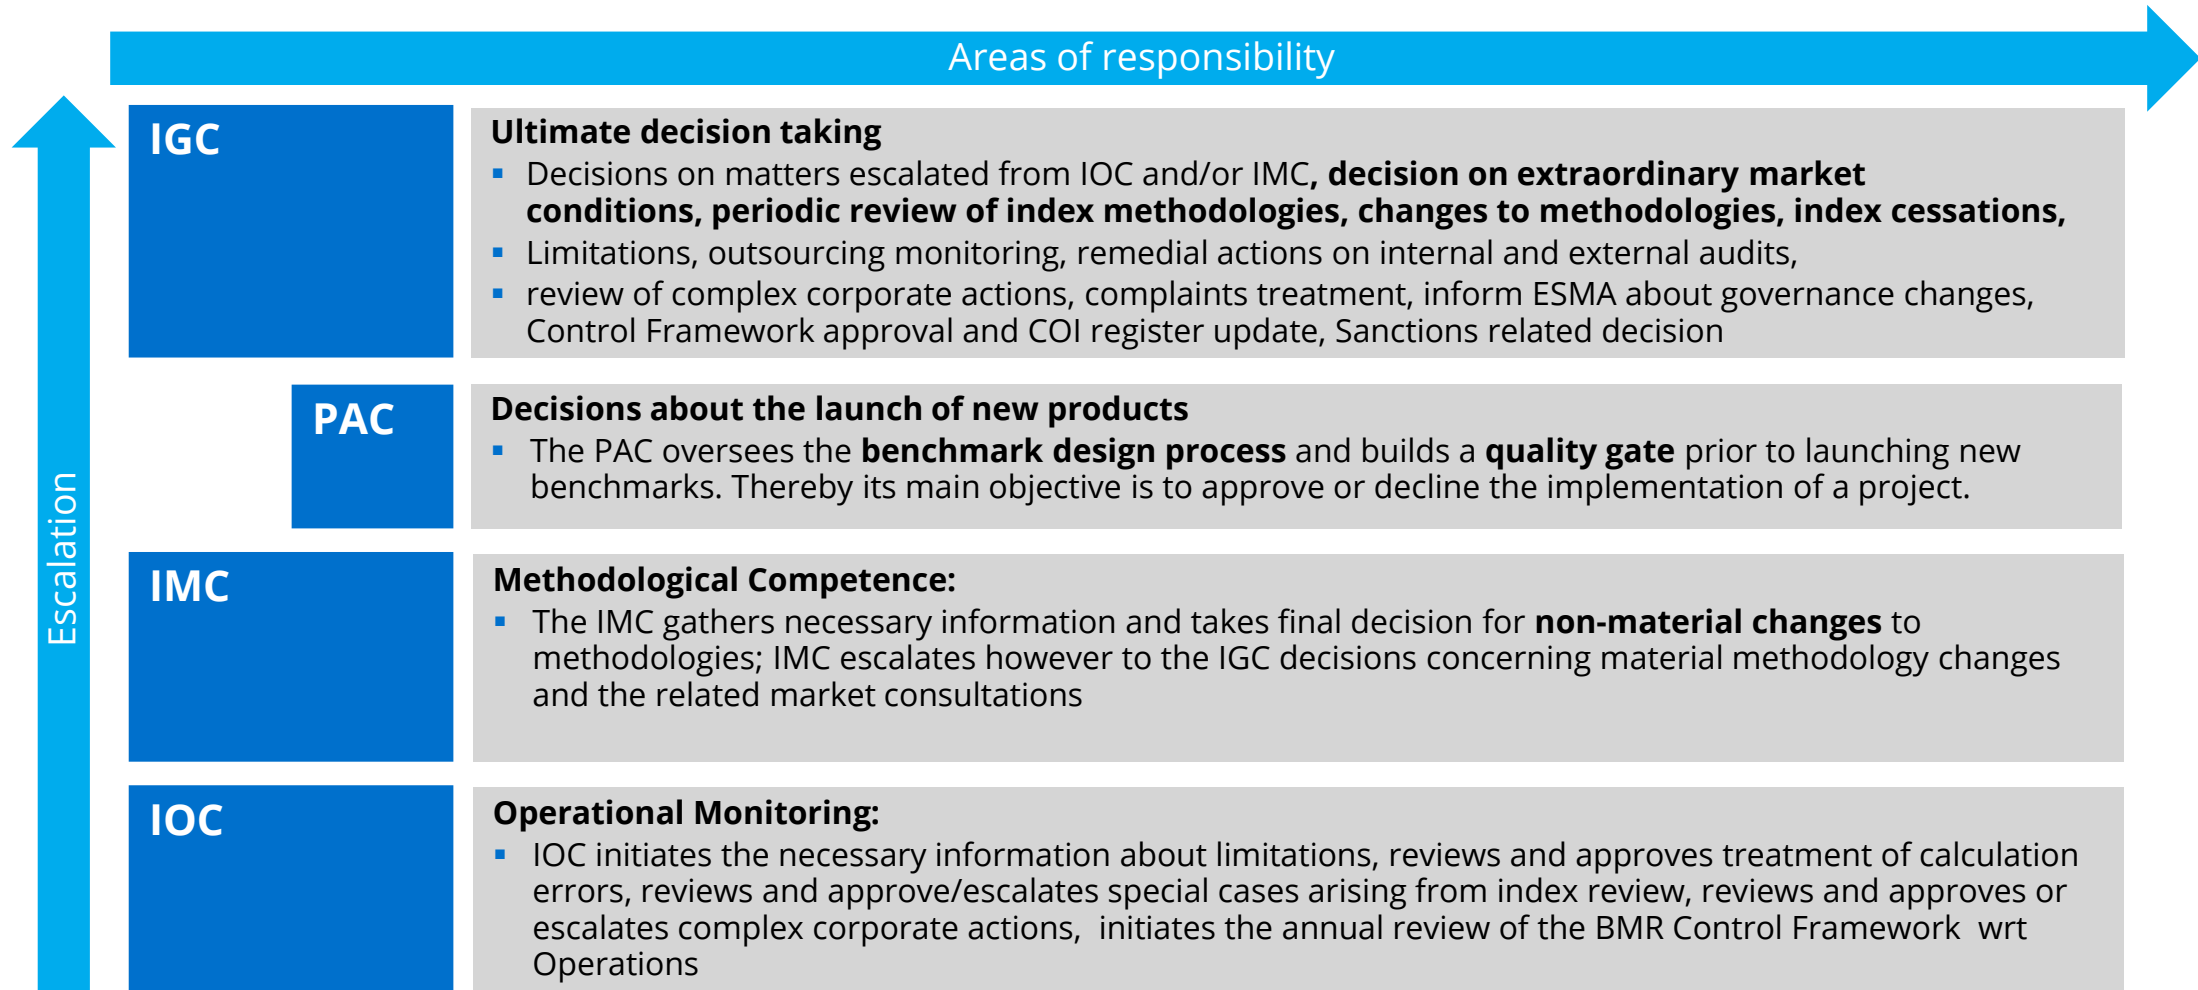 Areas of responsibility
Escalation
IGC
Ultimate decision taking
▪ Decisions on matters escalated from IOC and/or IMC, decision on extraordinary market
conditions, periodic review of index methodologies, changes to methodologies, index cessations,
▪ Limitations, outsourcing monitoring, remedial actions on internal and external audits,
▪ review of complex corporate actions, complaints treatment, inform ESMA about governance changes,
Control Framework approval and COI register update, Sanctions related decision
PAC
Decisions about the launch of new products
▪ The PAC oversees the benchmark design process and builds a quality gate prior to launching new
benchmarks. Thereby its main objective is to approve or decline the implementation of a project.
IMC
Methodological Competence:
▪ The IMC gathers necessary information and takes final decision for non-material changes to
methodologies; IMC escalates however to the IGC decisions concerning material methodology changes
and the related market consultations
IOC
Operational Monitoring:
▪ IOC initiates the necessary information about limitations, reviews and approves treatment of calculation
errors, reviews and approve/escalates special cases arising from index review, reviews and approves or
escalates complex corporate actions,  initiates the annual review of the BMR Control Framework  wrt
Operations